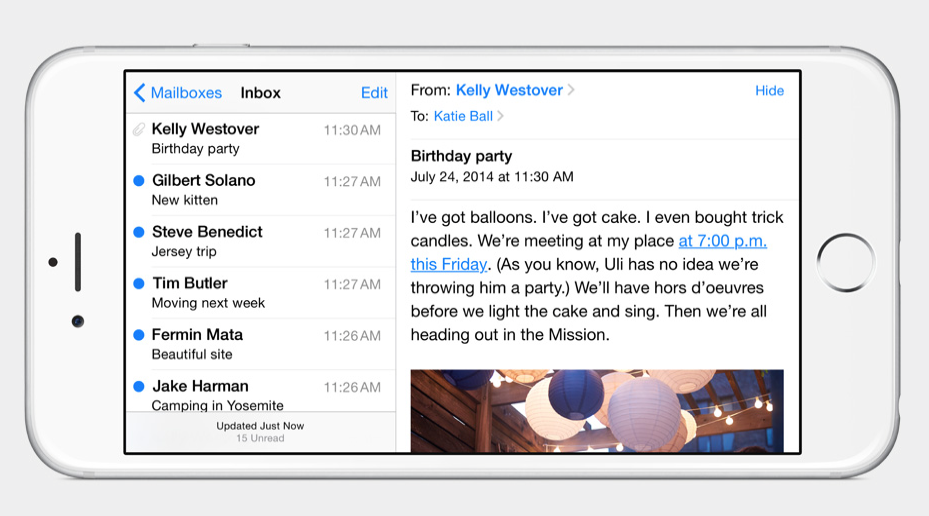 Mailboxes Inbox Edit
Kelly Westover 11:30 AM
Birthday party
Gilbert Solano 11:27 AM
New kitten
Steve Benedict 11:27 AM
Jersey trip
Tim Butler 11:27 AM
Moving next week
Fermin Mata 11:26 AM
Beautiful site
Jake Harman 11:26 AM
Camping in Yosemite
Updated Just Now
15 Unread
From: Kelly Westover Hide
To: Katie Ball
Birthday party
July 24, 2014 at 11:30 AM
I’ve got balloons. I’ve got cake. I even bought trick
candles. We’re meeting at my place at 7:00 p.m.
this Friday. (As you know, Uli has no idea we’re
throwing him a party.) We’ll have hors d’oeuvres
before we light the cake and sing. Then we’re all
heading out in the Mission.